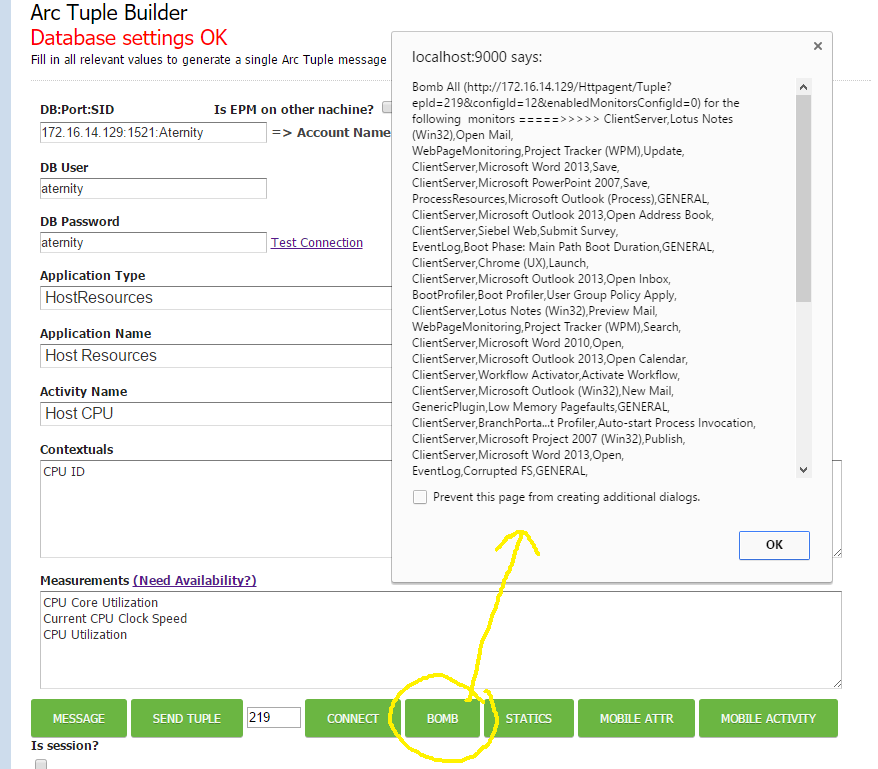 Arc Tuple Builder
Database settings OK
Fill in all relevant values to generate a single Arc Tuple message
DB:Port:SID Is EPM on other nachine?
172.16.14.129:1521:Aternity => Account Name
DB User
aternity
DB Password
aternity Test Connection
Application Type
HostResources
Application Name
Host Resources
Activity Name
Host CPU
Contextuals
CPU ID
localhost:9000 says:
Bomb All (http://172.16.14.129/Httpagent/Tuple?
epId=219&configId=12&enabledMonitorsConfigId=0) for the
following monitors =====>>>>> ClientServer,Lotus Notes
(Win32),Open Mail,
WebPageMonitoring,Project Tracker (WPM),Update,
ClientServer,Microsoft Word 2013,Save,
ClientServer,Microsoft PowerPoint 2007,Save,
ProcessResources,Microsoft Outlook (Process),GENERAL,
ClientServer,Microsoft Outlook 2013,Open Address Book,
ClientServer,Siebel Web,Submit Survey,
EventLog,Boot Phase: Main Path Boot Duration,GENERAL,
ClientServer,Chrome (UX),Launch,
ClientServer,Microsoft Outlook 2013,Open Inbox,
BootProfiler,Boot Profiler,User Group Policy Apply,
ClientServer,Lotus Notes (Win32),Preview Mail,
WebPageMonitoring,Project Tracker (WPM),Search,
ClientServer,Microsoft Word 2010,Open,
ClientServer,Microsoft Outlook 2013,Open Calendar,
ClientServer,Workflow Activator,Activate Workflow,
ClientServer,Microsoft Outlook (Win32),New Mail,
GenericPlugin,Low Memory Pagefaults,GENERAL,
ClientServer,BranchPorta...t Profiler,Auto-start Process Invocation,
ClientServer,Microsoft Project 2007 (Win32),Publish,
ClientServer,Microsoft Word 2013,Open,
EventLog,Corrupted FS,GENERAL,
Prevent this page from creating additional dialogs.
OK
Measurements (Need Availability?)
CPU Core Utilization
Current CPU Clock Speed
CPU Utilization
MESSAGE SEND TUPLE 219 CONNECT BOMB STATICS MOBILE ATTR MOBILE ACTIVITY
Is session?